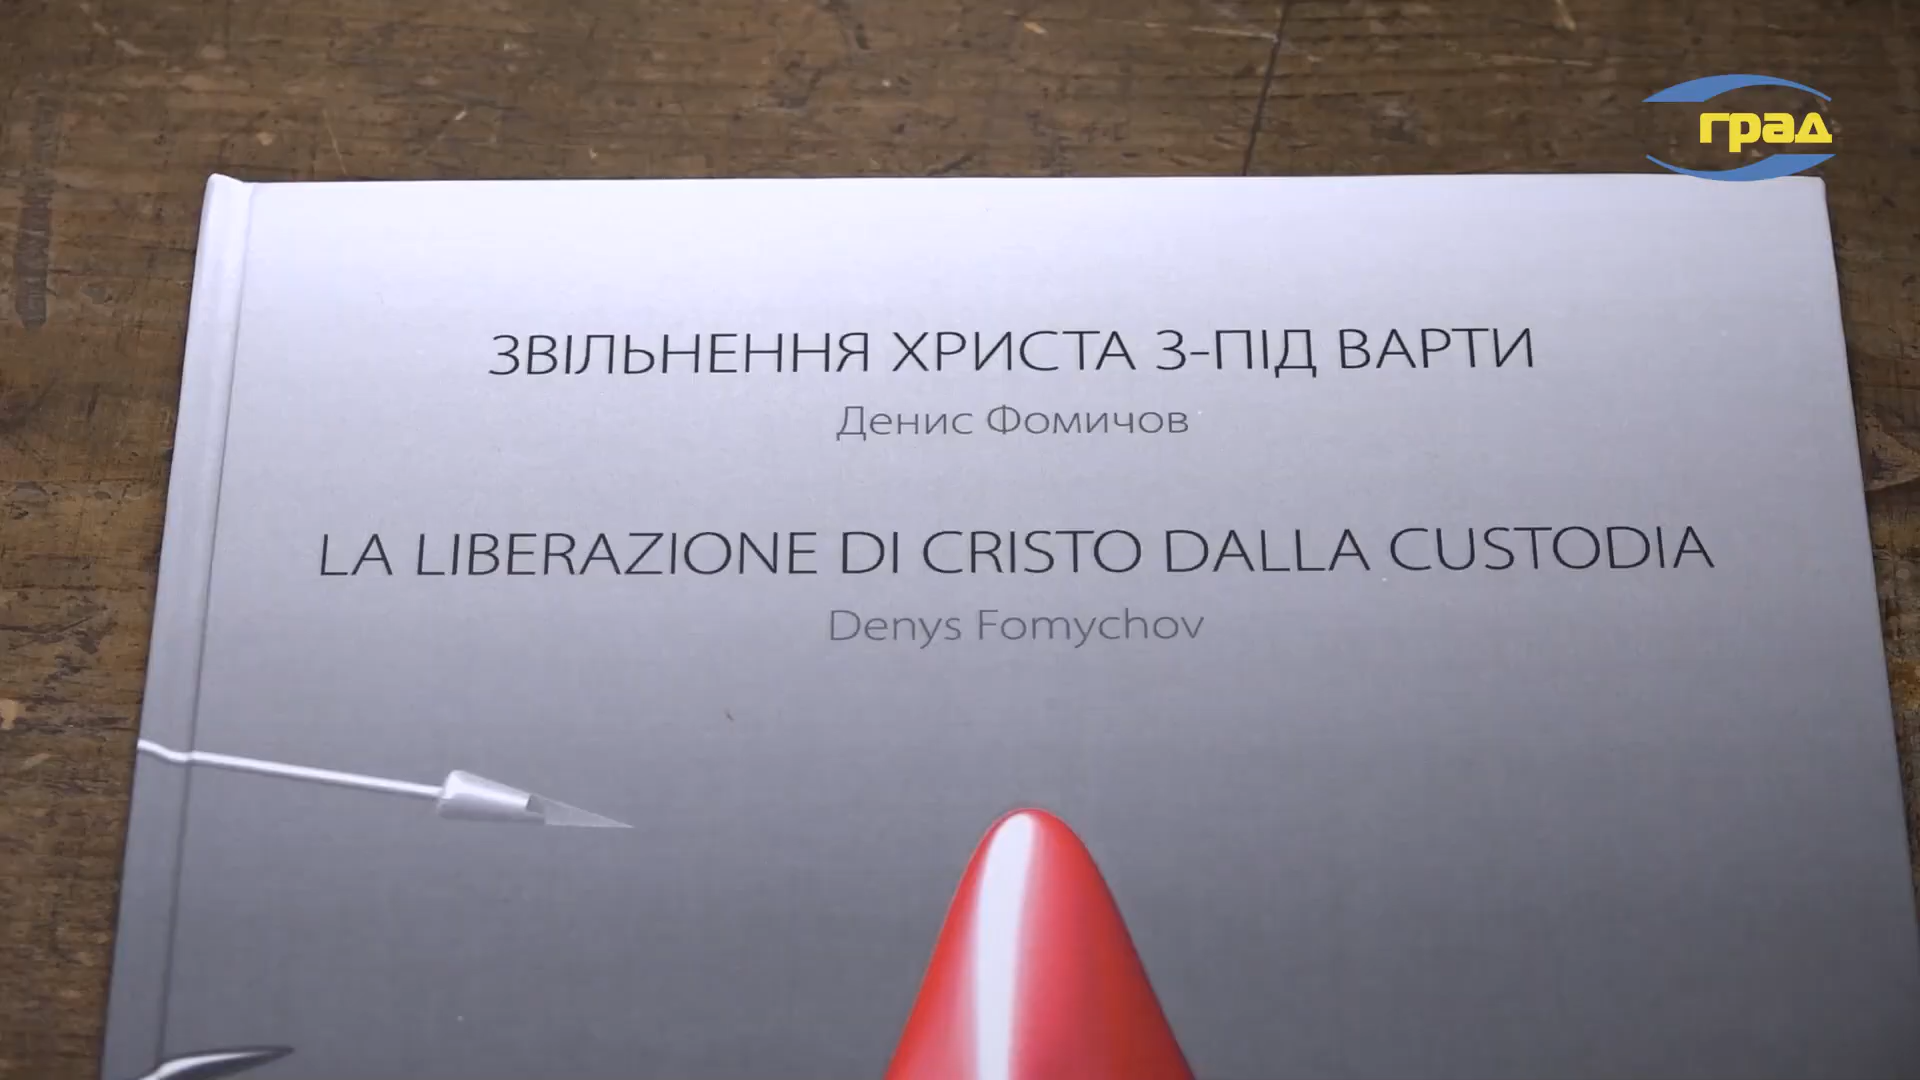 град
ЗВІЛЬНЕННЯ ХРИСТА З-ПІД ВАРТИ
Денис Фомичов
LA LIBERAZIONE DI CRISTO DALLA CUSTODIA
Denys Fomychov